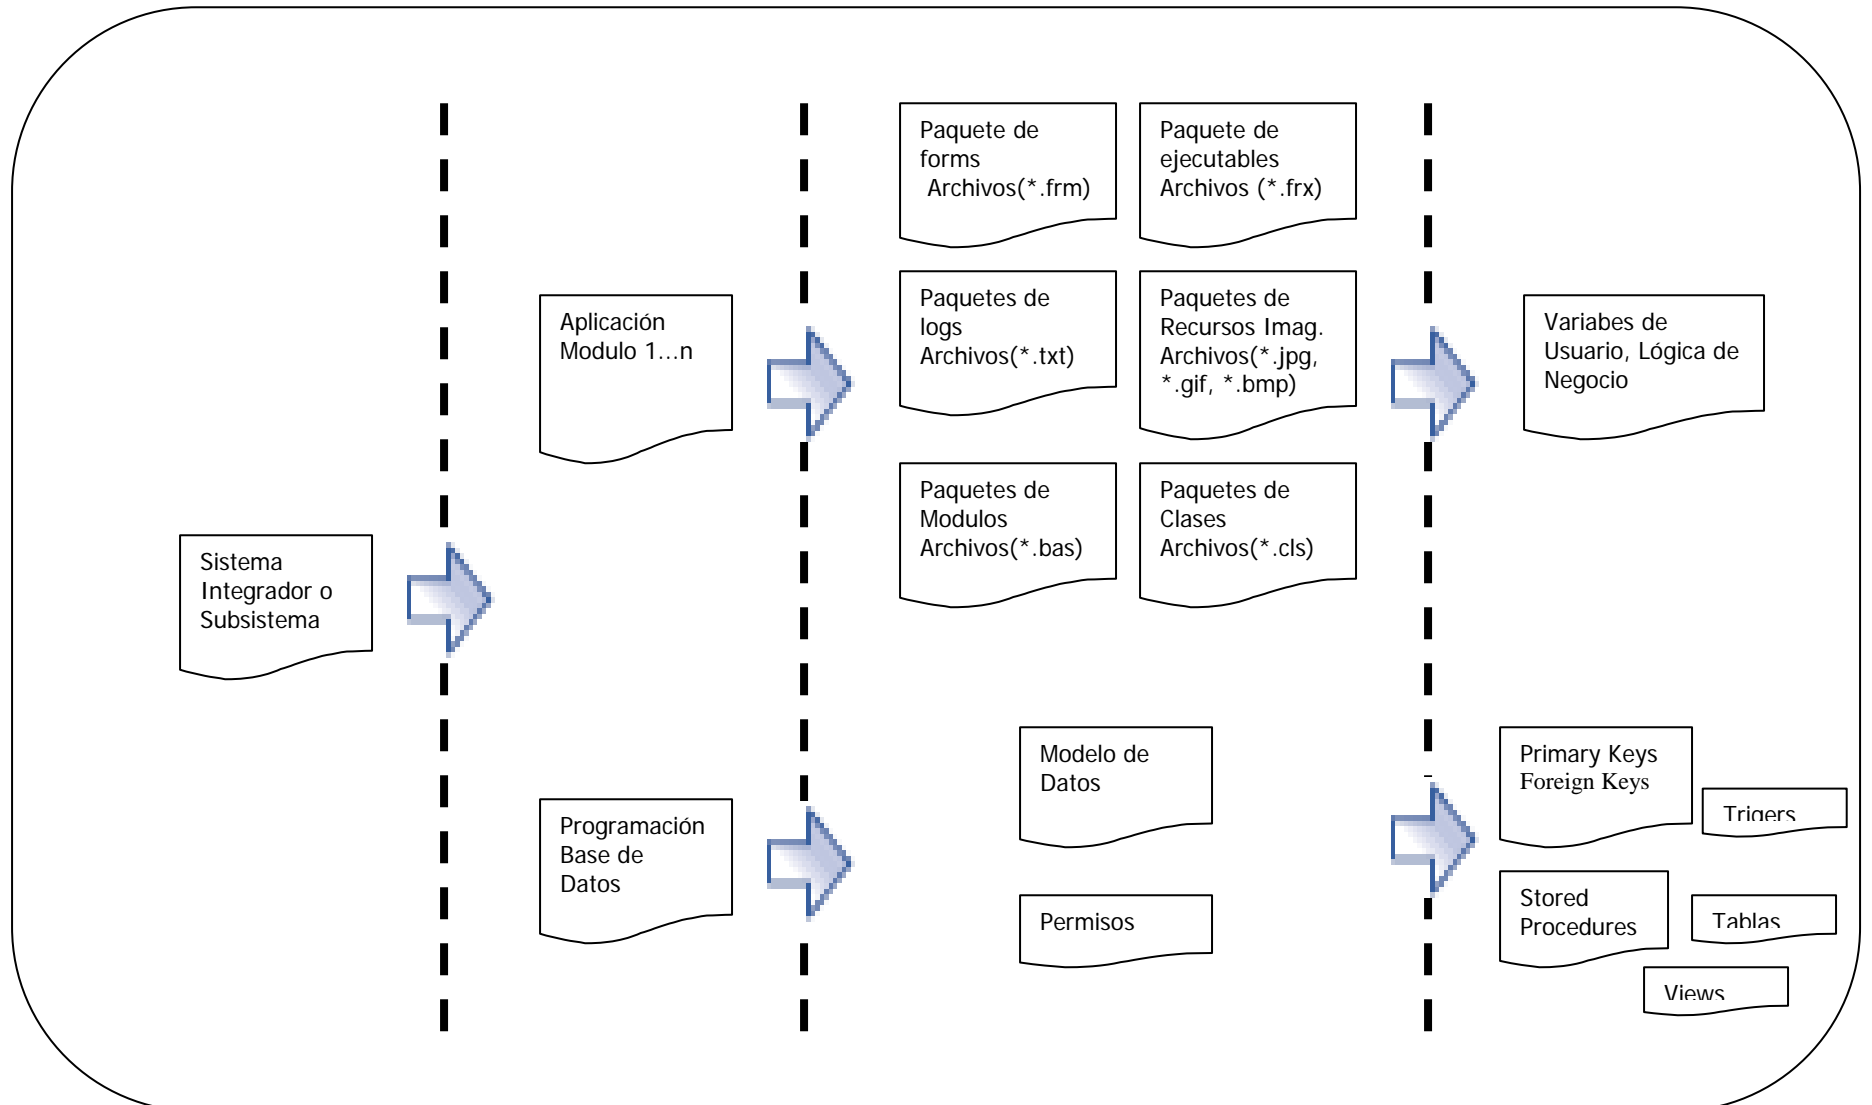 Paquete de
forms
Archivos(*.frm)
Paquete de
ejecutables
Archivos (*.frx)
Aplicación
Modulo 1...n
Paquetes de
logs
Archivos(*.txt)
Paquetes de
Recursos Imag.
Archivos(*.jpg,
*.gif, *.bmp)
Variabes de
Usuario, Lógica de
Negocio
Paquetes de
Modulos
Archivos(*.bas)
Paquetes de
Clases
Archivos(*.cls)
Sistema
Integrador o
Subsistema
Programación
Base de
Datos
Modelo de
Datos
Permisos
Primary Keys
Foreign Keys
Trigers
Stored
Procedures
Tablas
Views